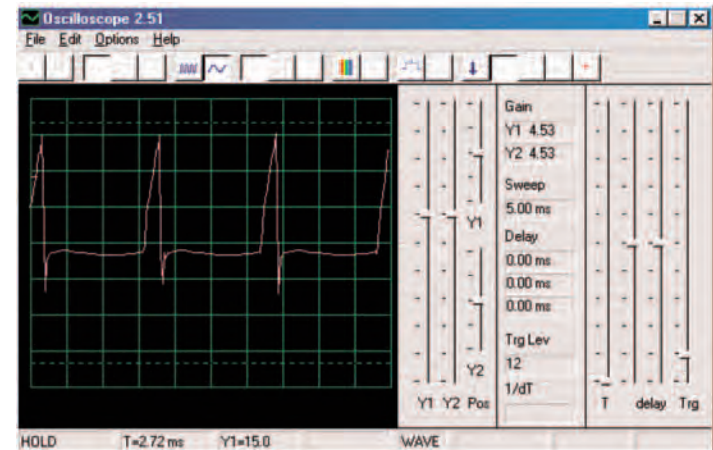 Oscilloscope 2.51
File Edit Options Help
Gain
Y1 4.53
Y2 4.53
Sweep
5.00 ms
Y1
Delay
0.00 ms
0.00 ms
0.00 ms
Trg Lev
12
Y2
1/dT
Y1 Y2 Pos
T delay Trg
HOLD T=2.72 ms Y1=15.0 WAVE